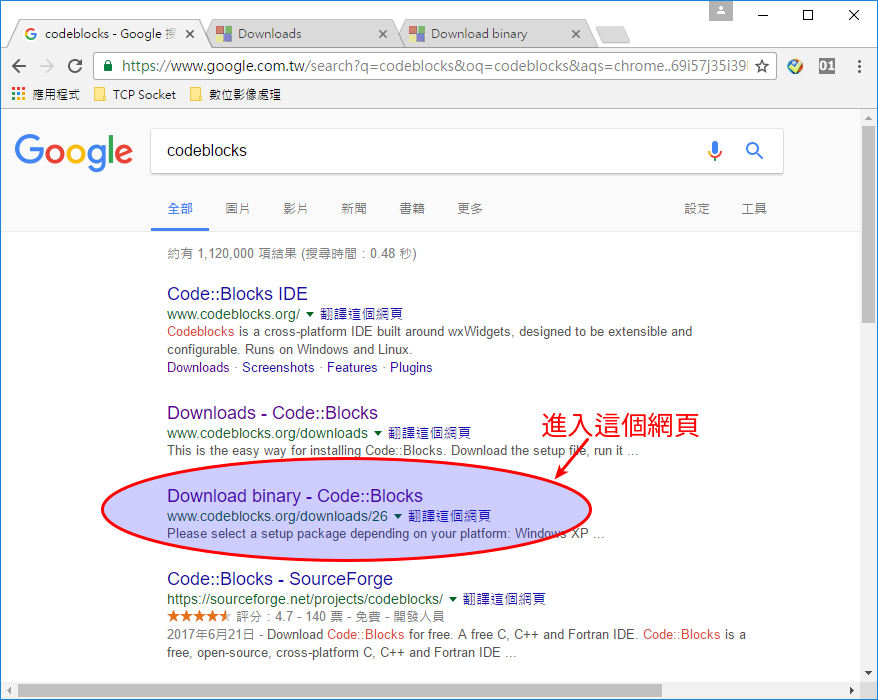 codeblocks - Google 搜
Downloads
Download binary
https://www.google.com.tw/search?q=codeblocks&oq=codeblocks&aqs=chrome..69i57j35i39l
01
應用程式 TCP Socket 數位影像處理
Google
codeblocks
全部 圖片 影片 新聞 書籍 更多 設定 工具
約有 1,120,000 項結果 (搜尋時間：0.48 秒)
Code::Blocks IDE
www.codeblocks.org/ 翻譯這個網頁
Codeblocks is a cross-platform IDE built around wxWidgets, designed to be extensible and
configurable. Runs on Windows and Linux.
Downloads · Screenshots · Features · Plugins
Downloads - Code::Blocks
www.codeblocks.org/downloads 翻譯這個網頁
This is the easy way for installing Code::Blocks. Download the setup file, run it ...
進入這個網頁
Download binary - Code::Blocks
www.codeblocks.org/downloads/26 翻譯這個網頁
Please select a setup package depending on your platform: Windows XP ...
Code::Blocks - SourceForge
https://sourceforge.net/projects/codeblocks/ 翻譯這個網頁
評分：4.7 - 140 票 - 免費 - 開發人員
2017年6月21日 - Download Code::Blocks for free. A free C, C++ and Fortran IDE. Code::Blocks is a
free, open-source, cross-platform C, C++ and Fortran IDE ...